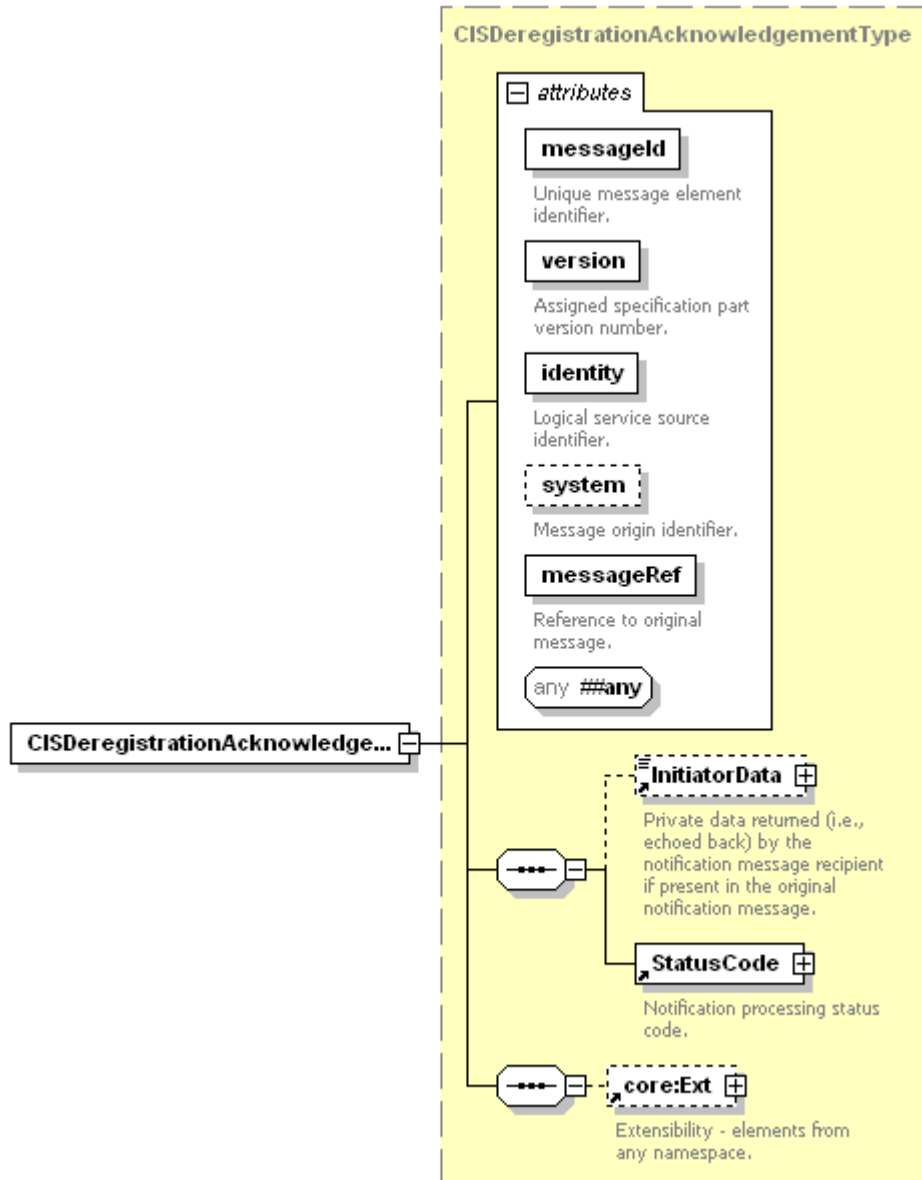 CISDeregistrationAcknowledgementType
attributes
messageId
Unique message element
identifier.
version
Assigned specification part
version number.
identity
Logical service source
identifier.
system
Message origin identifier.
messageRef
Reference to original
message.
any ##any
CISDeregistrationAcknowledge...
InitiatorData
Private data returned (i.e.,
echoed back) by the
notification message recipient
if present in the original
notification message.
StatusCode
Notification processing status
code.
core:Ext
Extensibility - elements from
any namespace.